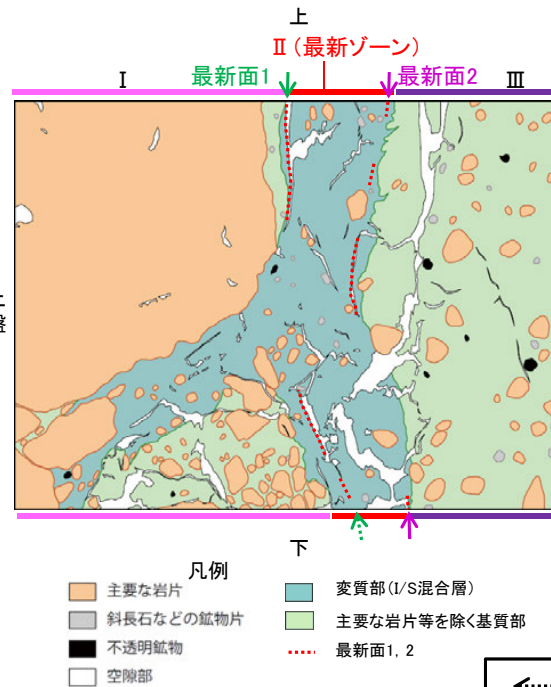 上
Ⅱ(最新ゾーン)
Ⅰ
最新面1
最新面2
Ⅲ
盤
下
凡例
主要な岩片
変質部(I/S混合層)
斜長石などの鉱物片
主要な岩片等を除く基質部
不透明鉱物
最新面1, 2
空隙部